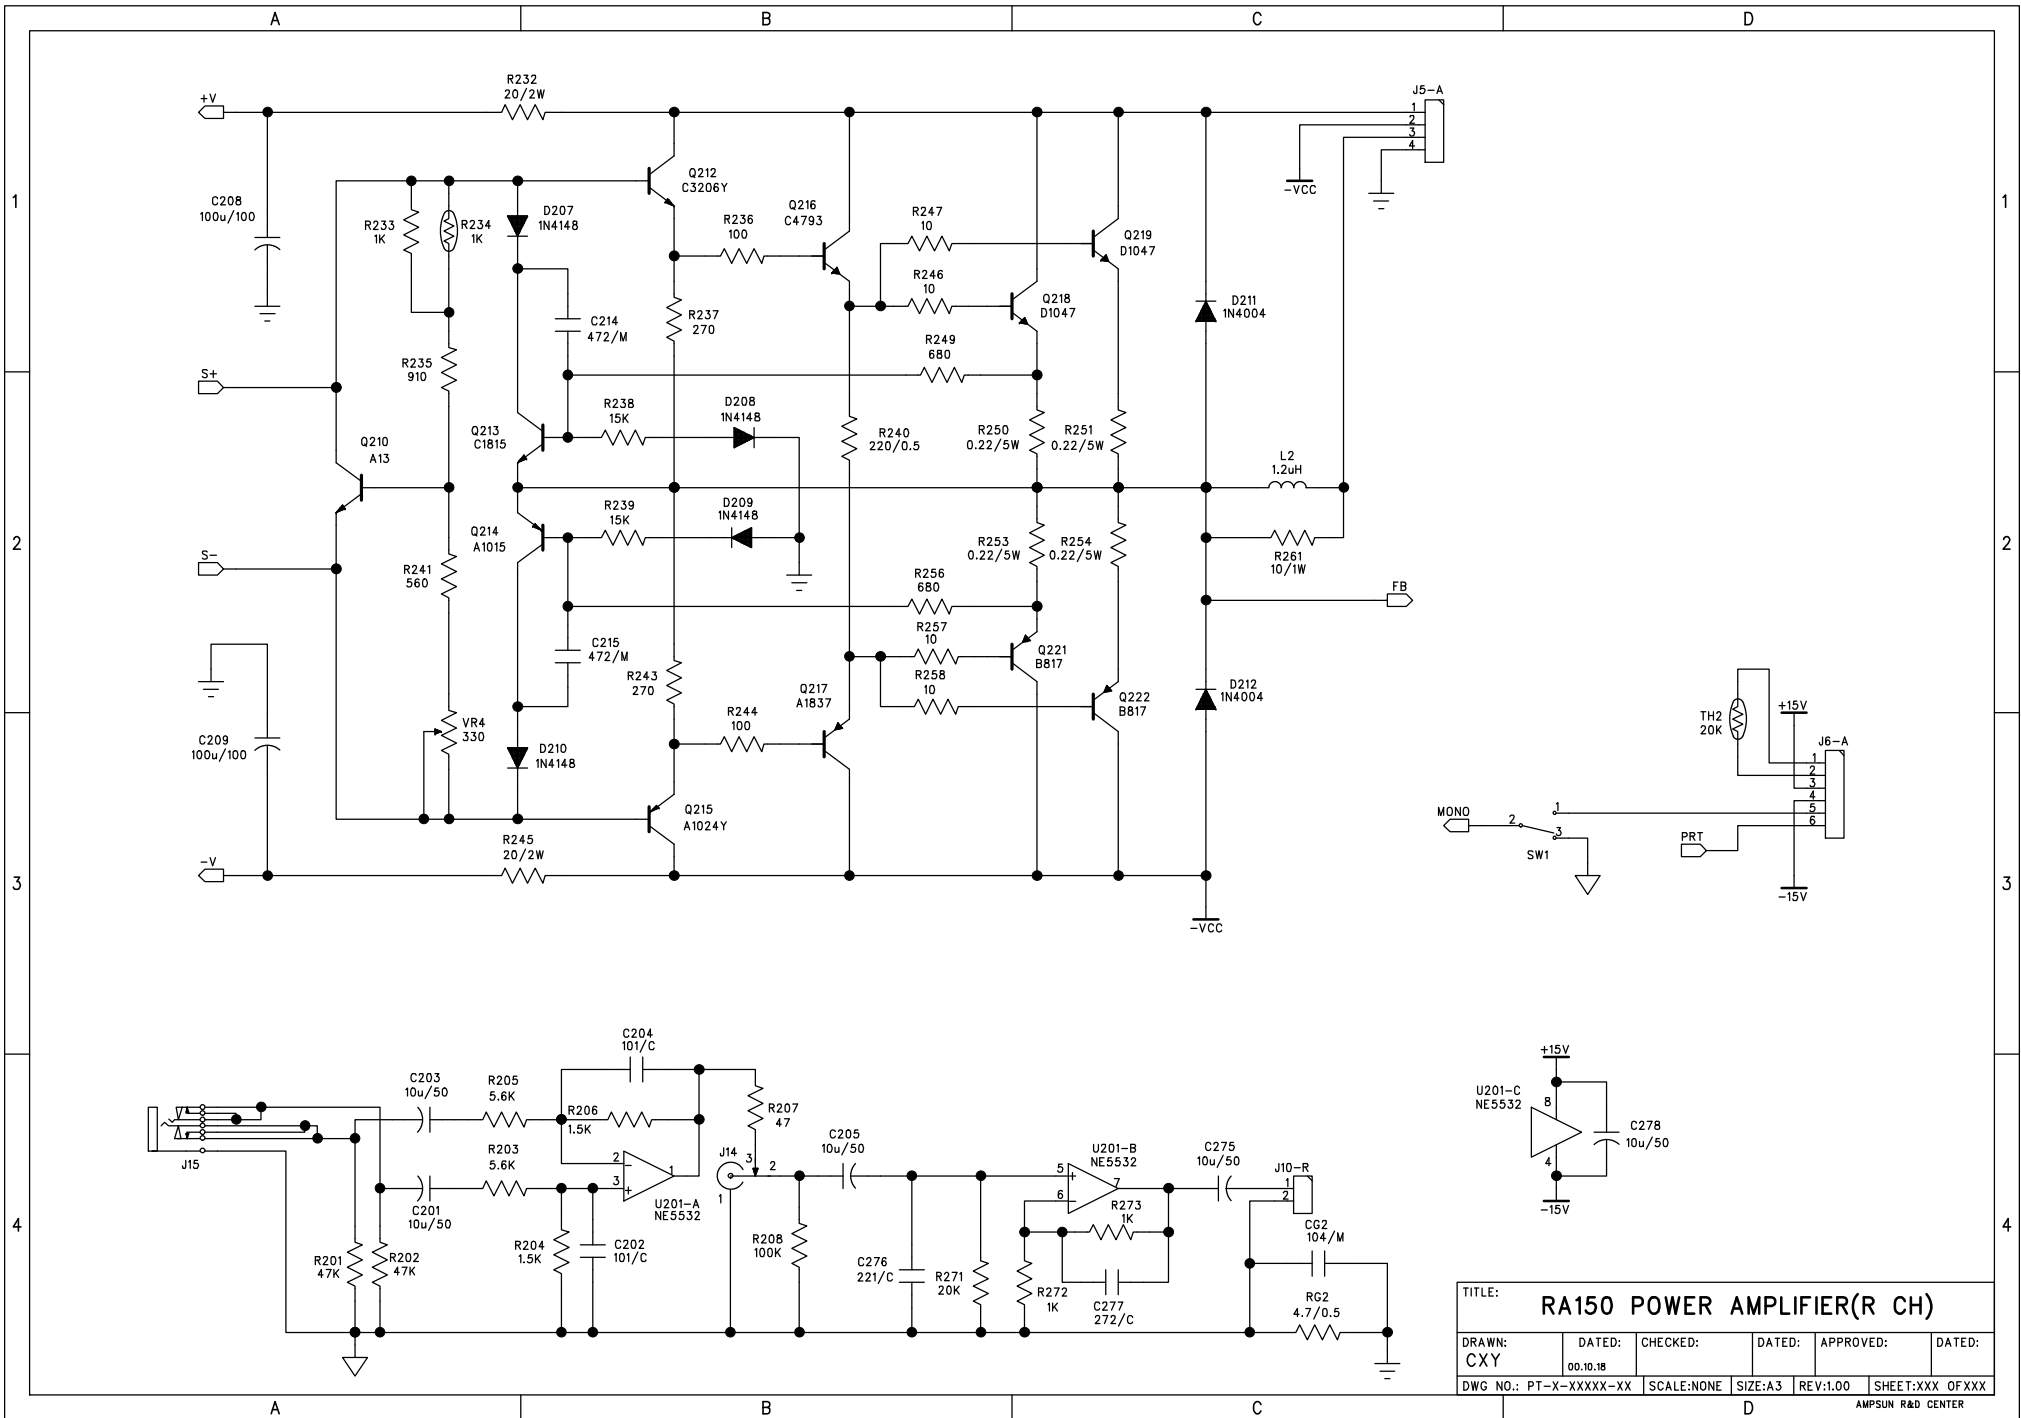 A B C D
R232
20/2W
+V
J5-A
1
2
3
4
-VCC
1
1
C208
100u/100
R233
1K
R234
1K
D207
1N4148
Q212
C3206Y
R236
100
Q216
C4793
R247
10
R246
10
Q219
D1047
Q218
D1047
D211
1N4004
C214
472/M
R237
270
R249
680
R235
910
S+
Q210
A13
Q213
C1815
R238
15K
D208
1N4148
R240
220/0.5
R250
0.22/5W
R251
0.22/5W
L2
1.2uH
2
2
Q214
A1015
R239
15K
D209
1N4148
R253
0.22/5W
R254
0.22/5W
R261
10/1W
S-
R241
560
R256
680
FB
C215
472/M
R257
10
Q221
B817
R243
270
R258
10
Q217
A1837
Q222
B817
D212
1N4004
VR4
330
C209
100u/100
D210
1N4148
R244
100
TH2
20K
+15V
J6-A
1
2
3
4
5
6
Q215
A1024Y
MONO
2
1
3
SW1
PRT
-15V
R245
20/2W
-V
3
3
-VCC
C204
101/C
C203
10u/50
R205
5.6K
R206
1.5K
R207
47
J15
R203
5.6K
2
-
3
+
1
U201-A
NE5532
J14
3
2
1
C205
10u/50
U201-B
NE5532
5
+
6
-
7
C275
10u/50
J10-R
1
2
+15V
U201-C
NE5532
8
4
C278
10u/50
-15V
4
4
C201
10u/50
R201
47K
R202
47K
R204
1.5K
C202
101/C
R208
100K
C276
221/C
R271
20K
R273
1K
R272
1K
C277
272/C
CG2
104/M
RG2
4.7/0.5
TITLE:
RA150 POWER AMPLIFIER(R CH)
DRAWN: DATED: CHECKED: DATED: APPROVED: DATED:
CXY 00.10.18
DWG NO.: PT-X-XXXXX-XX SCALE:NONE SIZE:A3 REV:1.00 SHEET:XXX OFXXX
A B C D
AMPSUN R&D CENTER